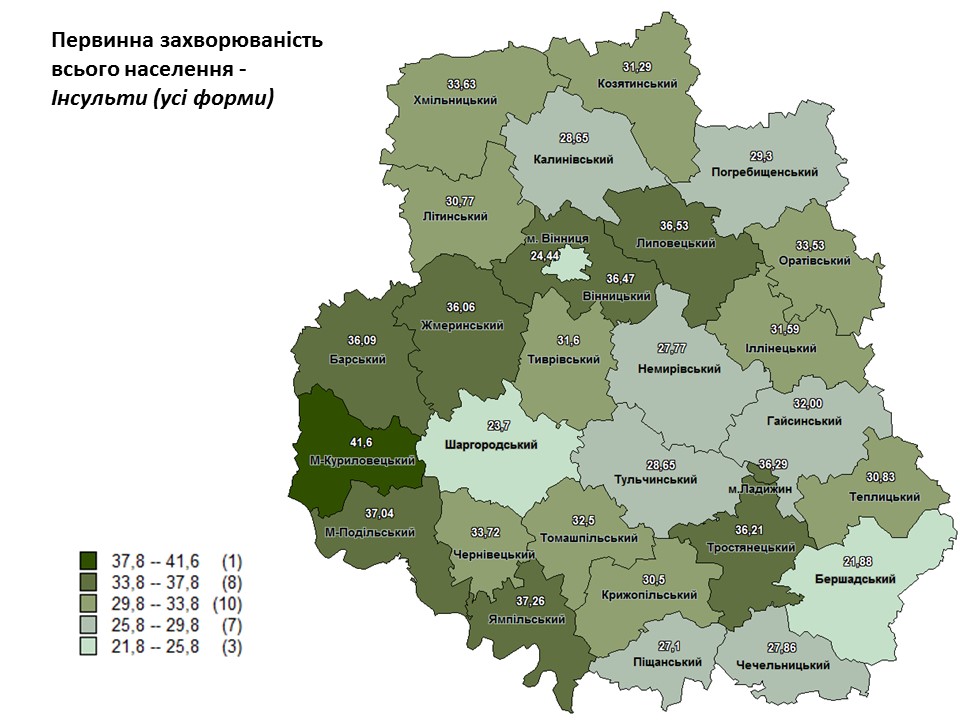 Первинна захворюваність
всього населення -
Інсульти (усі форми)
31,29
Козятинський
33,63
Хмільницький
28,65
Калинівський
29,3
Погребищенський
30,77
Літинський
36,53
Липовецький
м. Вінниця
24,44
33,53
Оратівський
36,47
Вінницький
36,06
Жмеринський
31,59
Іллінецький
36,09
Барський
31,6
Тиврівський
27,77
Немирівський
32,00
Гайсинський
23,7
Шаргородський
41,6
М-Куриловецький
28,65
Тульчинський
36,29
м.Ладижин
30,83
Теплицький
37,04
М-Подільський
32,5
Томашпільський
33,72
Чернівецький
36,21
Тростянецький
21,88
Бершадський
30,5
Крижопільський
37,26
Ямпільський
27,1
Піщанський
27,86
Чечельницький
37,8 -- 41,6 (1)
33,8 -- 37,8 (8)
29,8 -- 33,8 (10)
25,8 -- 29,8 (7)
21,8 -- 25,8 (3)